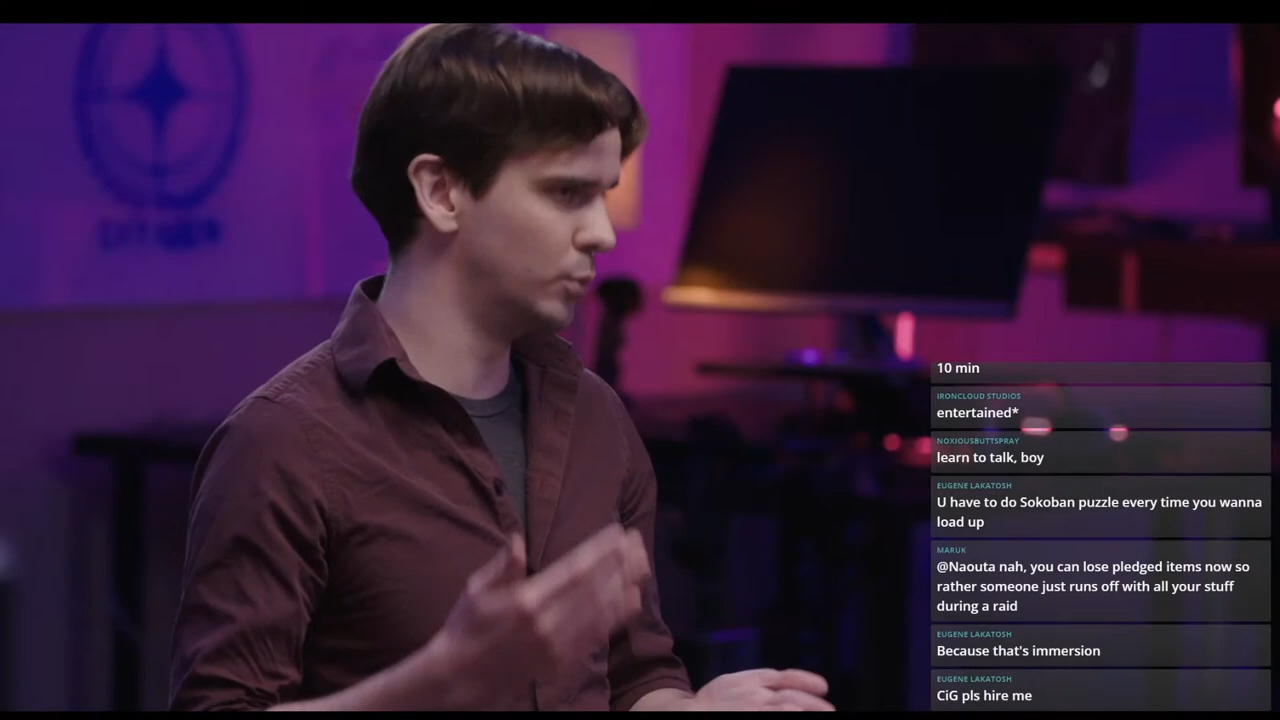 10 min
IRONCLOUD STUDIOS
entertained*
NOXIOUSBUTTSPRAY
learn to talk, boy
EUGENE LAKATOSH
U have to do Sokoban puzzle every time you wanna
load up
MARUK
@Naouta nah, you can lose pledged items now so
rather someone just runs off with all your stuff
during a raid
EUGENE LAKATOSH
Because that's immersion
EUGENE LAKATOSH
CiG pls hire me